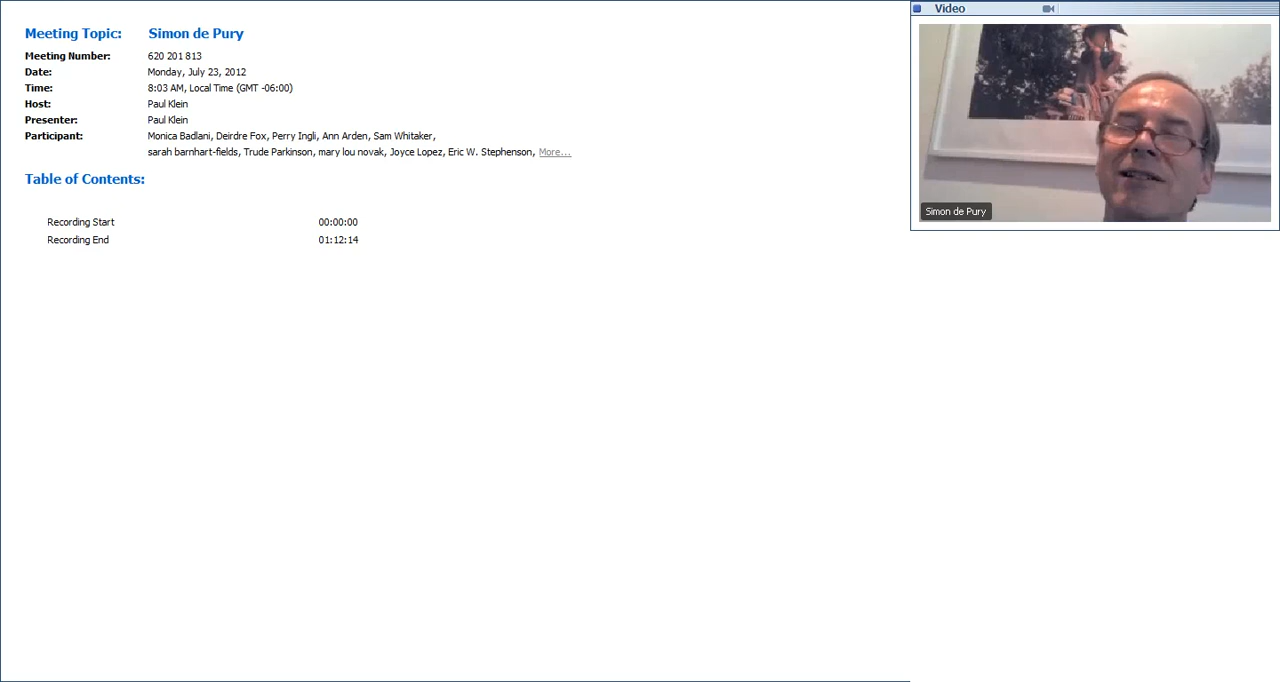 Meeting Topic: Simon de Pury
Meeting Number: 620 201 813
Date: Monday, July 23, 2012
Time: 8:03 AM, Local Time (GMT -06:00)
Host: Paul Klein
Presenter: Paul Klein
Participant: Monica Badlani, Deirdre Fox, Perry Ingli, Ann Arden, Sam Whitaker,
sarah barnhart-fields, Trude Parkinson, mary lou novak, Joyce Lopez, Eric W. Stephenson, More...
Table of Contents:
Recording Start 00:00:00
Recording End 01:12:14
Video
Simon de Pury